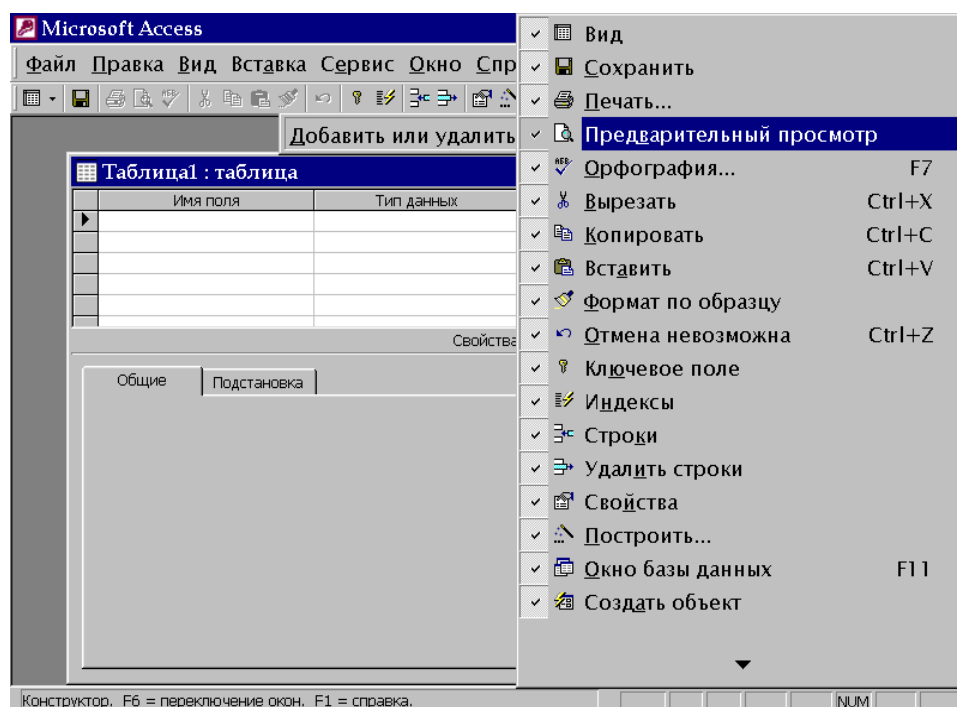 Microsoft Access
Файл Правка Вид Вставка Сервис Окно Спр
Добавить или удалить
Таблица1 : таблица
Имя поля Тип данных
Свойства
Общие Подстановка
Конструктор. F6 = переключение окон. F1 = справка.
Вид
Сохранить
Печать...
Предварительный просмотр
Орфография... F7
Вырезать Ctrl+X
Копировать Ctrl+C
Вставить Ctrl+V
Формат по образцу
Отмена невозможна Ctrl+Z
Ключевое поле
Индексы
Строки
Удалить строки
Свойства
Построить...
Окно базы данных F11
Создать объект
NUM